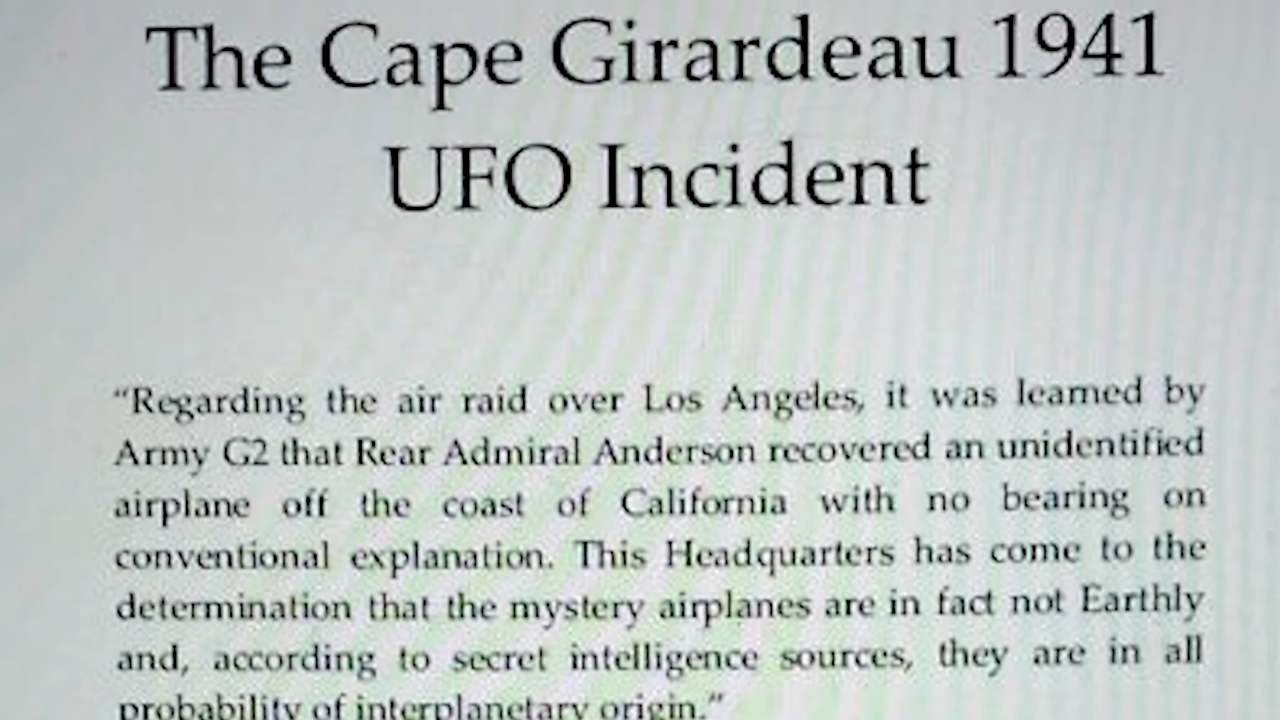 The Cape Girardeau 1941
UFO Incident
“Regarding the air raid over Los Angeles, it was learned by
Army G2 that Rear Admiral Anderson recovered an unidentified
airplane off the coast of California with no bearing on
conventional explanation. This Headquarters has come to the
determination that the mystery airplanes are in fact not Earthly
and, according to secret intelligence sources, they are in all
probability of interplanetary origin.”